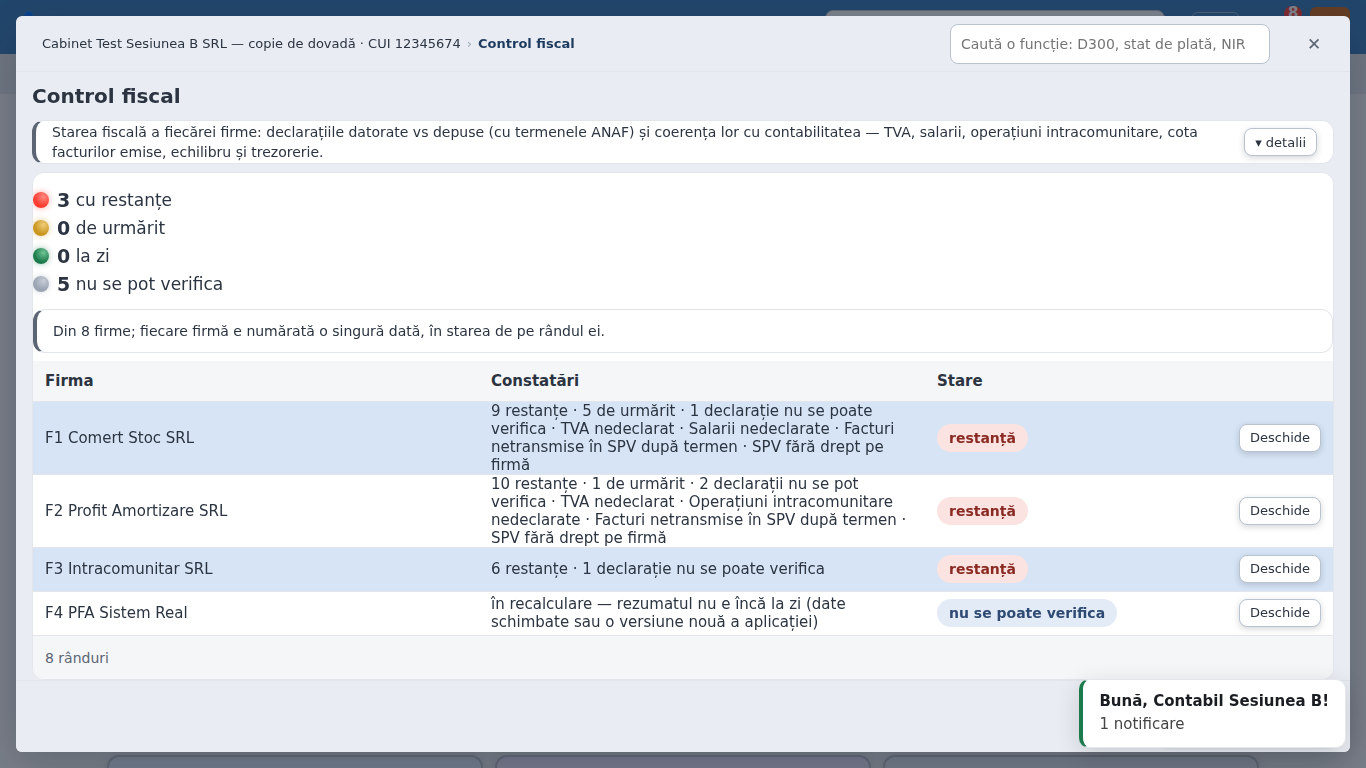 8
Cabinet Test Sesiunea B SRL — copie de dovadă · CUI 12345674 › Control fiscal
Caută o funcție: D300, stat de plată, NIR
✕
Control fiscal
Starea fiscală a fiecărei firme: declarațiile datorate vs depuse (cu termenele ANAF) și coerența lor cu contabilitatea — TVA, salarii, operațiuni intracomunitare, cota
facturilor emise, echilibru și trezorerie.
▾ detalii
3 cu restanțe
0 de urmărit
0 la zi
5 nu se pot verifica
Din 8 firme; fiecare firmă e numărată o singură dată, în starea de pe rândul ei.
Firma Constatări Stare
F1 Comert Stoc SRL
9 restanțe · 5 de urmărit · 1 declarație nu se poate
verifica · TVA nedeclarat · Salarii nedeclarate · Facturi
netransmise în SPV după termen · SPV fără drept pe
firmă
restanță
Deschide
F2 Profit Amortizare SRL
10 restanțe · 1 de urmărit · 2 declarații nu se pot
verifica · TVA nedeclarat · Operațiuni intracomunitare
nedeclarate · Facturi netransmise în SPV după termen ·
SPV fără drept pe firmă
restanță
Deschide
F3 Intracomunitar SRL
6 restanțe · 1 declarație nu se poate verifica
restanță
Deschide
F4 PFA Sistem Real
în recalculare — rezumatul nu e încă la zi (date
schimbate sau o versiune nouă a aplicației)
nu se poate verifica
Deschide
8 rânduri
Bună, Contabil Sesiunea B!
1 notificare